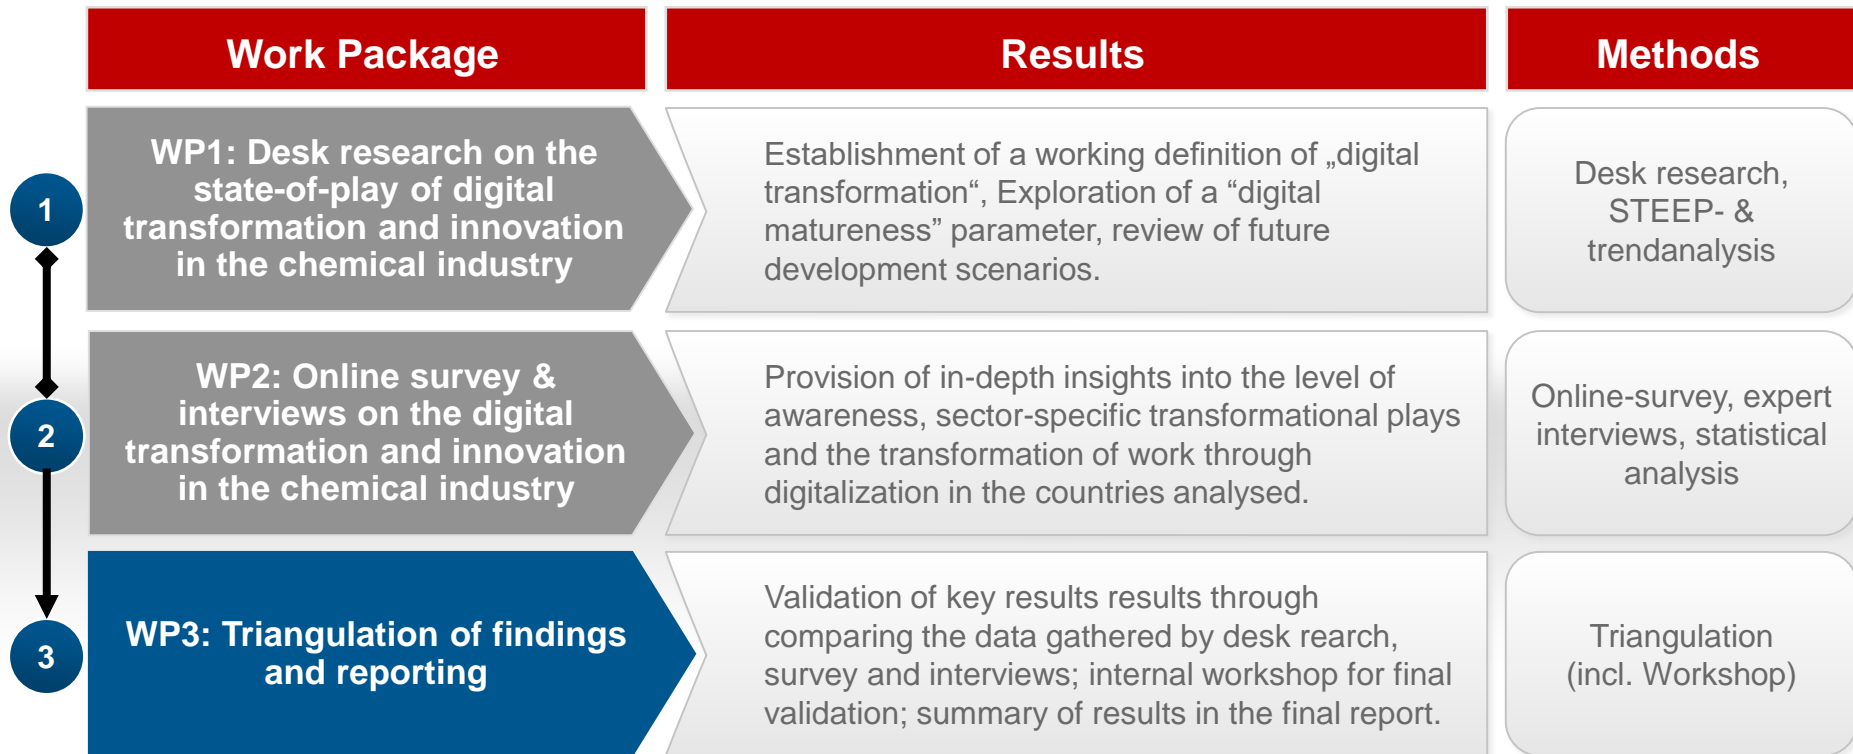 Work Package
Results
Methods
1
WP1: Desk research on the
state-of-play of digital
transformation and innovation
in the chemical industry
Establishment of a working definition of „digital
transformation“, Exploration of a “digital
matureness” parameter, review of future
development scenarios.
Desk research,
STEEP- &
trendanalysis
2
WP2: Online survey &
interviews on the digital
transformation and innovation
in the chemical industry
Provision of in-depth insights into the level of
awareness, sector-specific transformational plays
and the transformation of work through
digitalization in the countries analysed.
Online-survey, expert
interviews, statistical
analysis
3
WP3: Triangulation of findings
and reporting
Validation of key results results through
comparing the data gathered by desk rearch,
survey and interviews; internal workshop for final
validation; summary of results in the final report.
Triangulation
(incl. Workshop)